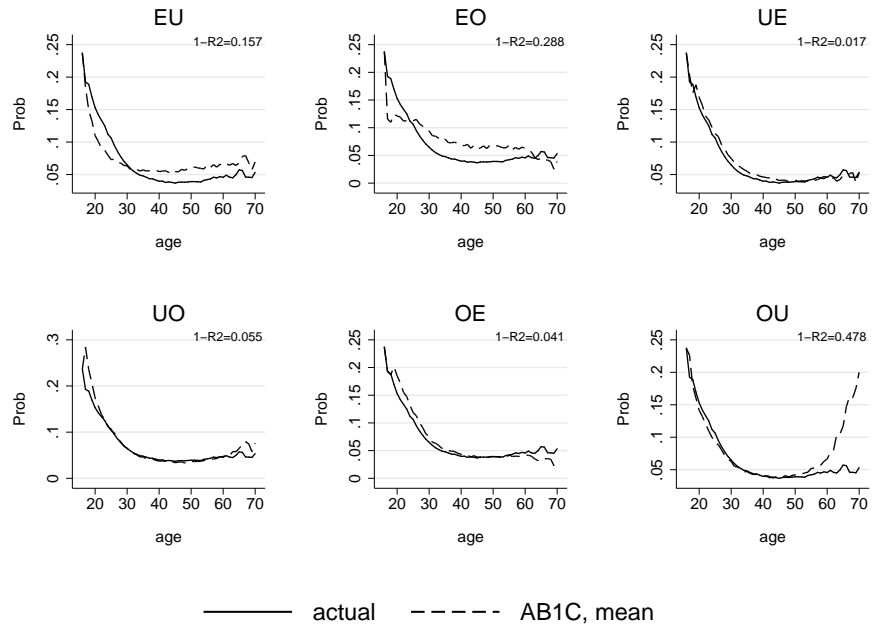 EU
1−R2=0.157
Prob
.05 .1 .15 .2 .25
20 30 40 50 60 70
age
EO
1−R2=0.288
Prob
0 .05 .1 .15 .2 .25
20 30 40 50 60 70
age
UE
1−R2=0.017
Prob
.05 .1 .15 .2 .25
20 30 40 50 60 70
age
UO
1−R2=0.055
Prob
0 .1 .2 .3
20 30 40 50 60 70
age
OE
1−R2=0.041
Prob
0 .05 .1 .15 .2 .25
20 30 40 50 60 70
age
OU
1−R2=0.478
Prob
.05 .1 .15 .2 .25
20 30 40 50 60 70
age
actual
AB1C, mean